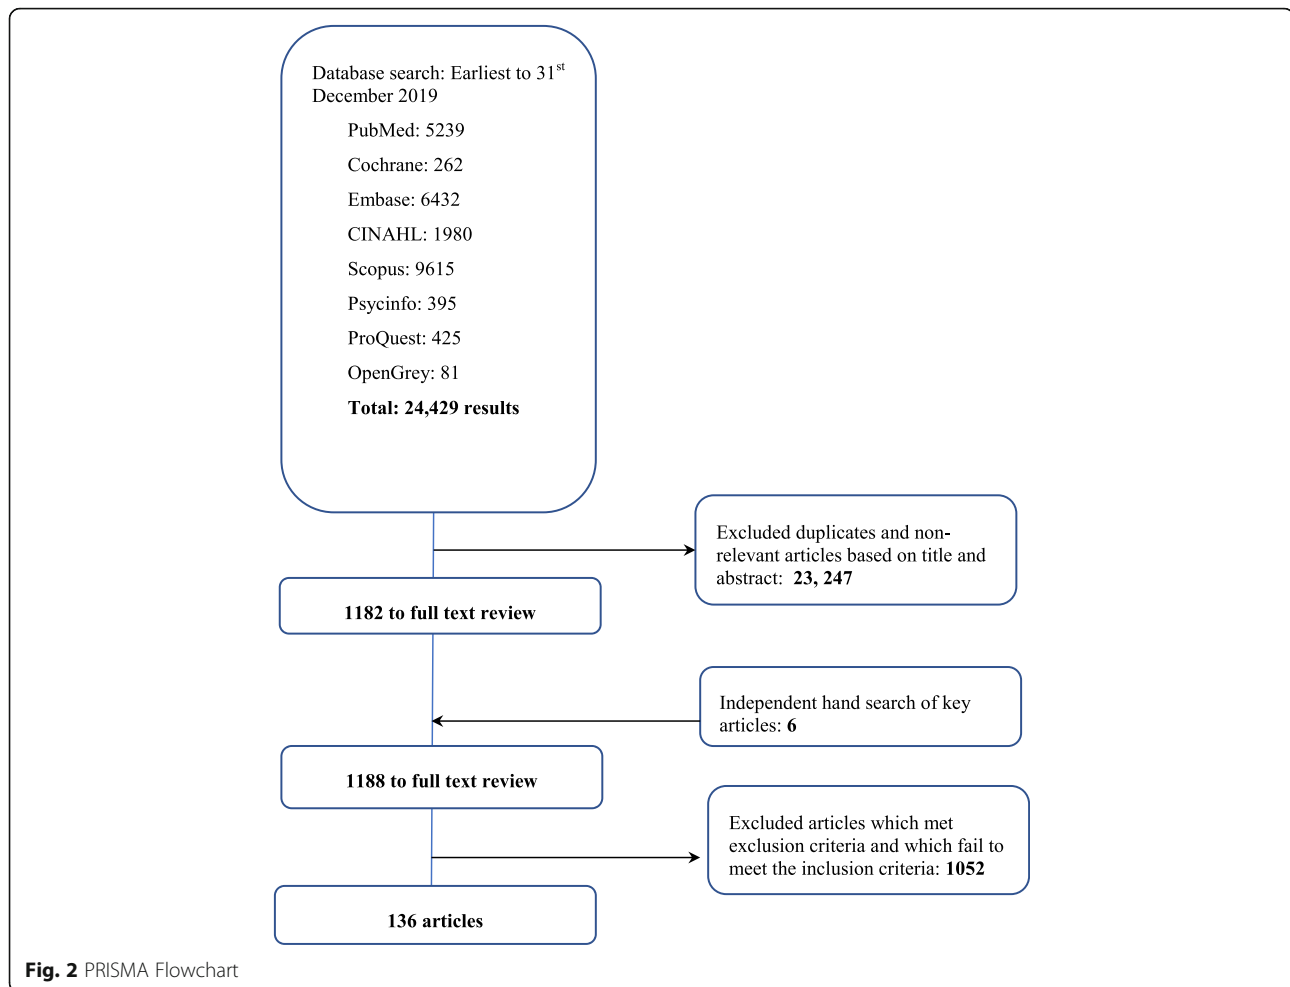 Database search: Earliest to 31st
December 2019
PubMed: 5239
Cochrane: 262
Embase: 6432
CINAHL: 1980
Scopus: 9615
Psycinfo: 395
ProQuest: 425
OpenGrey: 81
Total: 24,429 results
Excluded duplicates and non-
relevant articles based on title and
abstract: 23, 247
1182 to full text review
Independent hand search of key
articles: 6
1188 to full text review
Excluded articles which met
exclusion criteria and which fail to
meet the inclusion criteria: 1052
136 articles
Fig. 2 PRISMA Flowchart